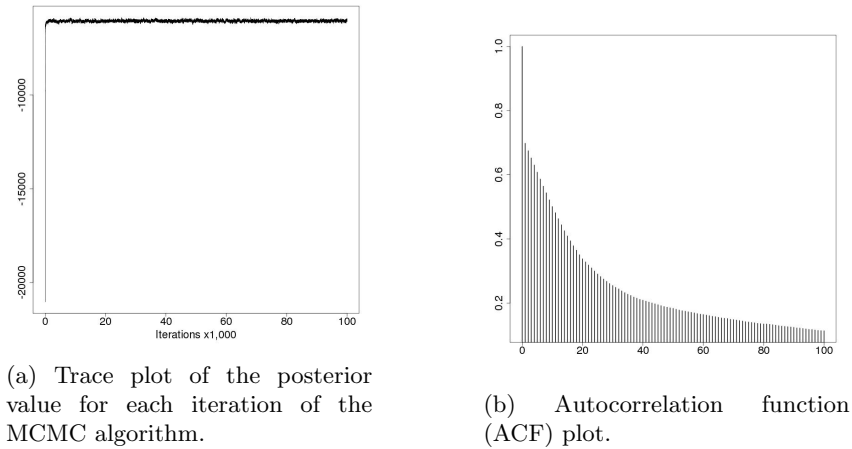 -10000
-15000
-20000
0 20 40 60 80 100
Iterations x1,000
(a) Trace plot of the posterior
value for each iteration of the
MCMC algorithm.
1.0
0.8
0.6
0.4
0.2
0 20 40 60 80 100
(b) Autocorrelation function
(ACF) plot.